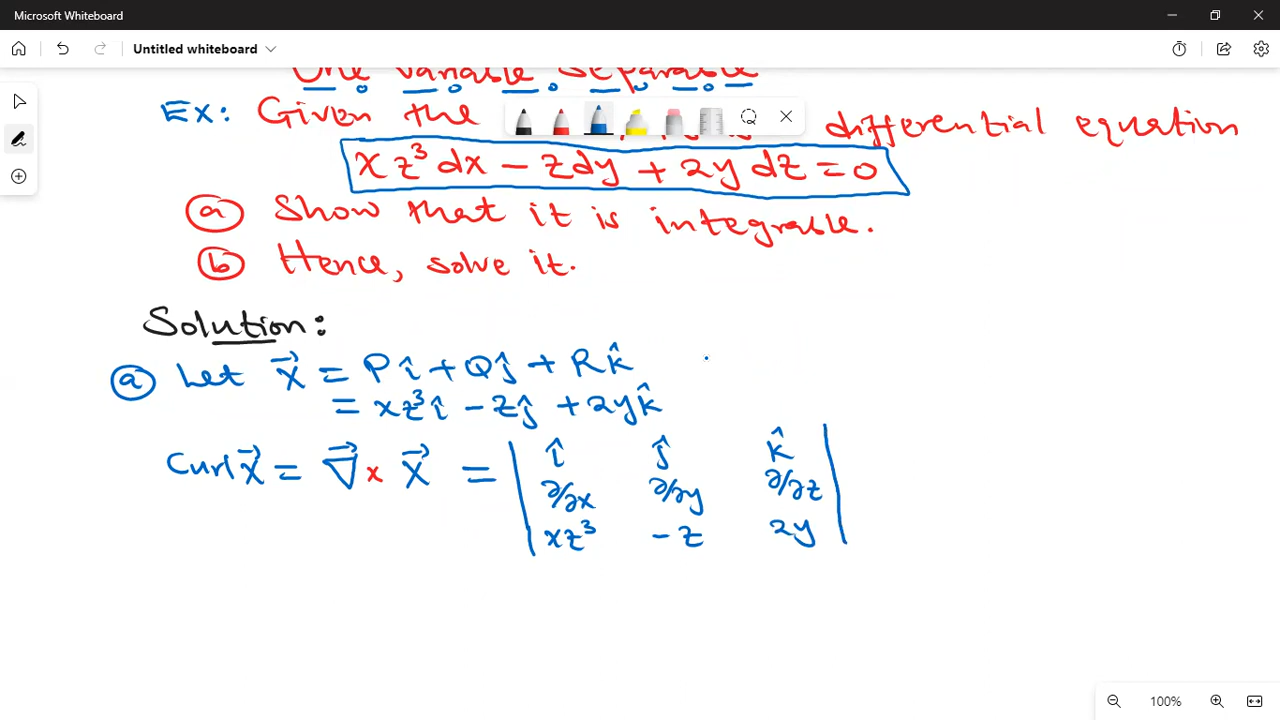 Microsoft Whiteboard
Untitled whiteboard
One Variable Separable
Ex: Given the differential equation
xz³dx − zdy + 2y dz = 0
(a) Show that it is integrable.
(b) Hence, solve it.
Solution:
(a) Let X⃗ = Pî + Qĵ + Rk̂
= xz³î − zĵ + 2yk̂
Curl X⃗ = ∇⃗ × X⃗ = | î ĵ k̂
∂/∂x ∂/∂y ∂/∂z
xz³ −z 2y |
100%